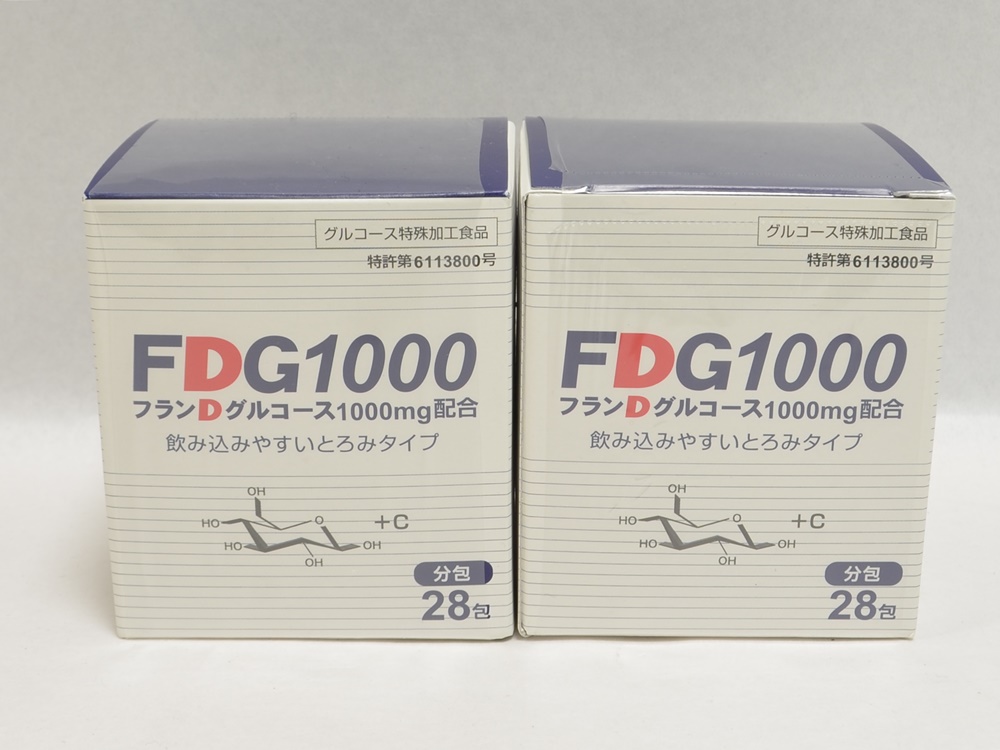 グルコース特殊加工食品
特許第6113800号
FDG1000
フランDグルコース1000mg配合
飲み込みやすいとろみタイプ
OH
HO
O
+C
HO
OH
OH
分包
28包
グルコース特殊加工食品
特許第6113800号
FDG1000
フランDグルコース1000mg配合
飲み込みやすいとろみタイプ
OH
HO
O
+C
HO
OH
OH
分包
28包